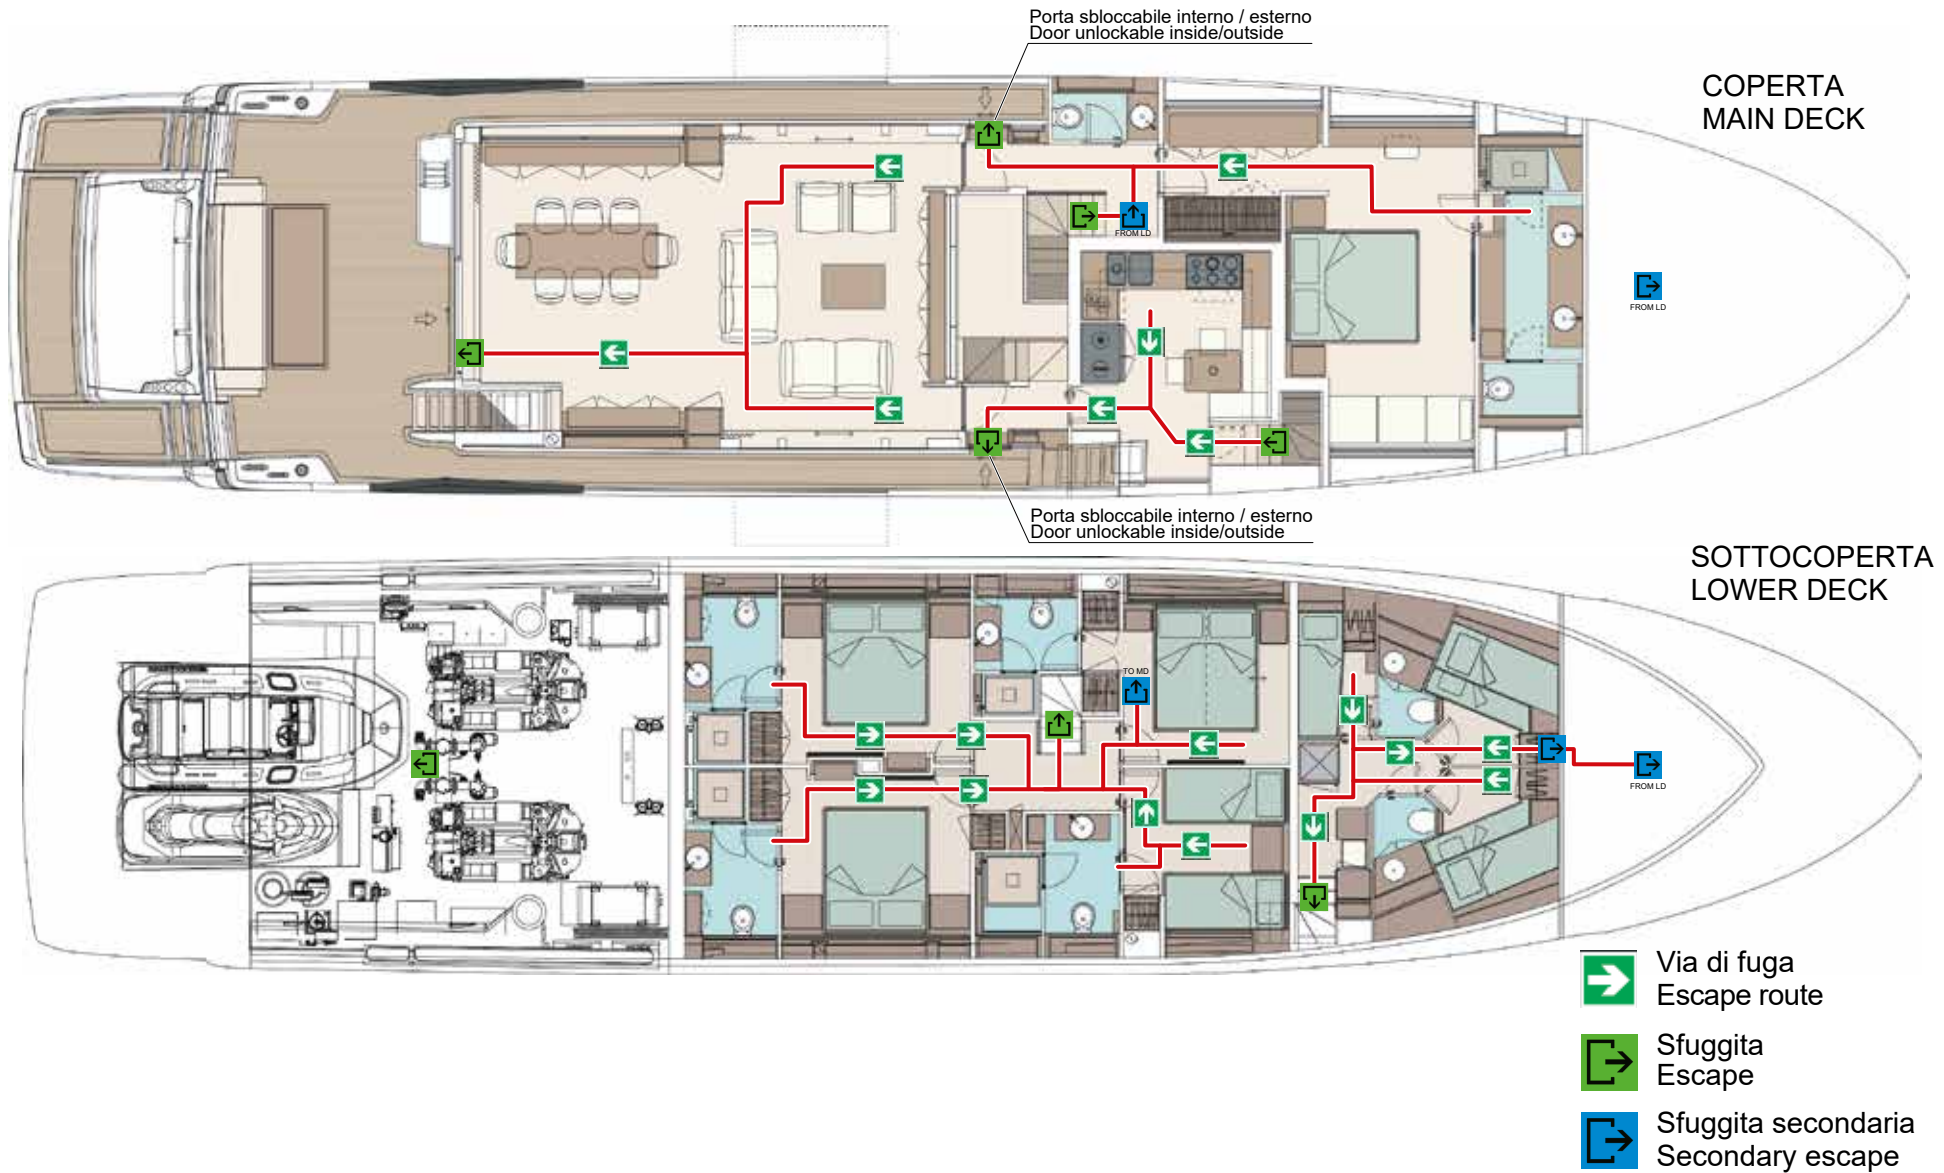 Porta sbloccabile interno / esterno
Door unlockable inside/outside
COPERTA
MAIN DECK
FROM LD
FROM LD
Porta sbloccabile interno / esterno
Door unlockable inside/outside
SOTTOCOPERTA
LOWER DECK
TO MD
FROM LD
Via di fuga
Escape route
Sfuggita
Escape
Sfuggita secondaria
Secondary escape